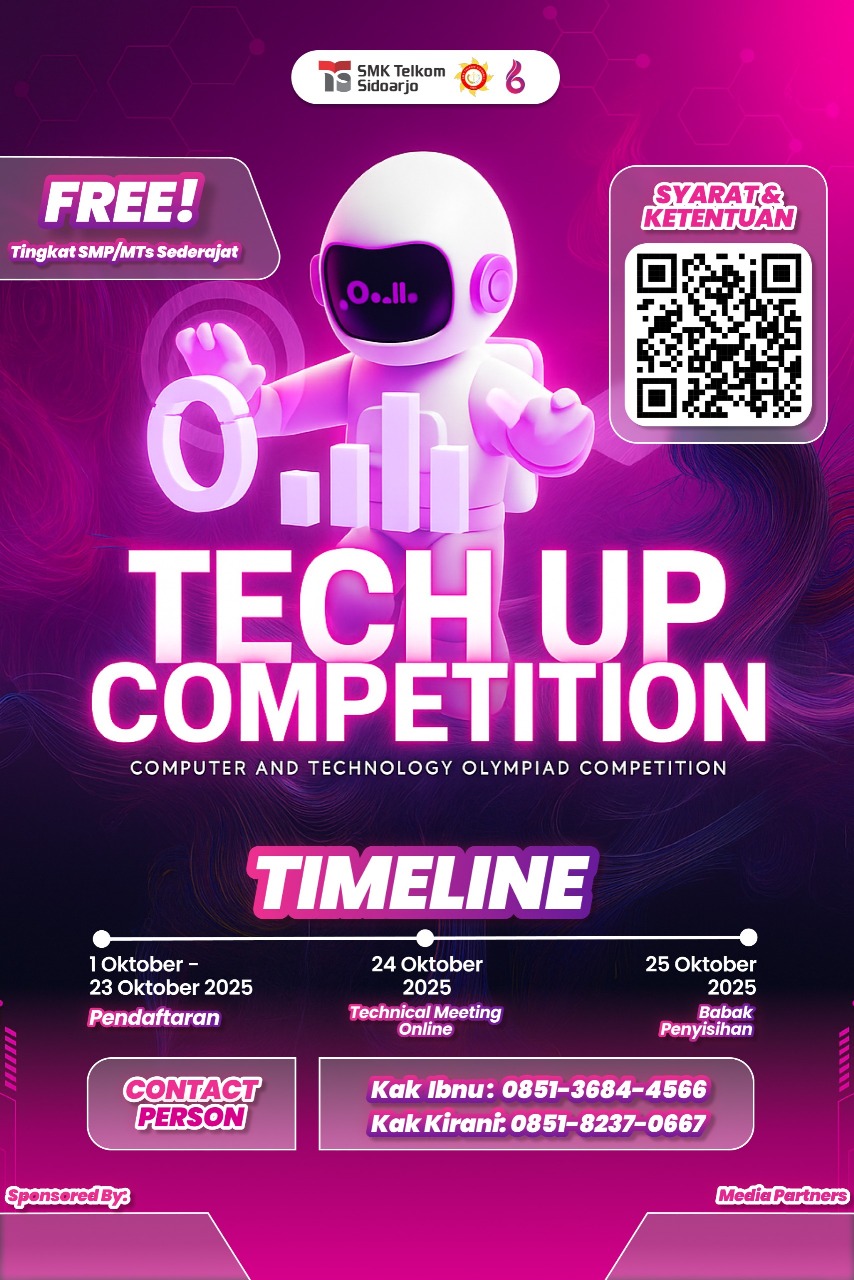 SMK Telkom
Sidoarjo
FREE!
Tingkat SMP/MTs Sederajat
SYARAT &
KETENTUAN
TECH UP
COMPETITION
COMPUTER AND TECHNOLOGY OLYMPIAD COMPETITION
TIMELINE
1 Oktober –
23 Oktober 2025
Pendaftaran
24 Oktober
2025
Technical Meeting
Online
25 Oktober
2025
Babak
Penyisihan
CONTACT
PERSON
Kak Ibnu : 0851-3684-4566
Kak Kirani: 0851-8237-0667
Sponsored By:
Media Partners